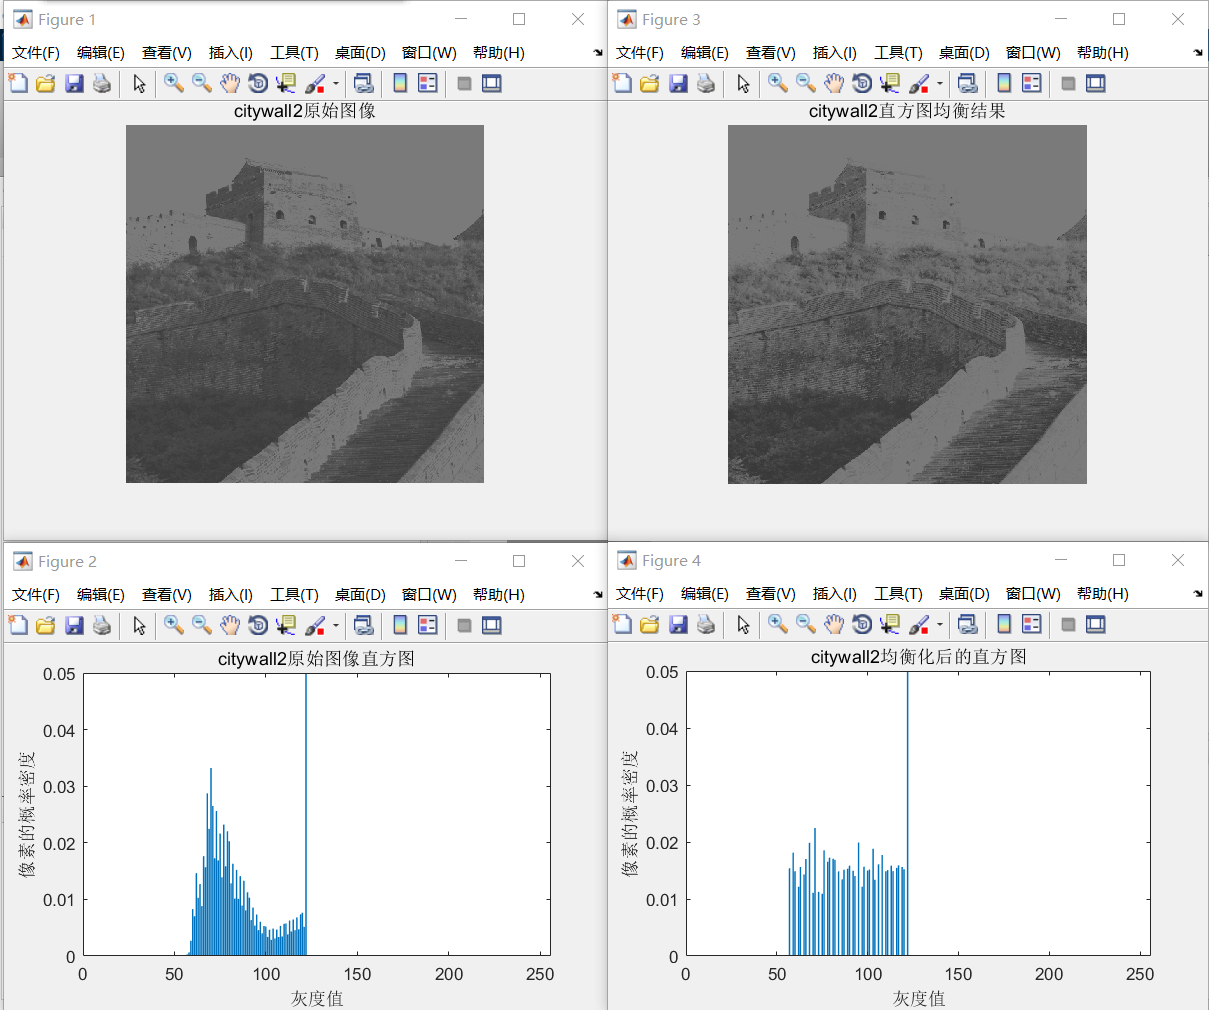 Figure 1
文件(F) 编辑(E) 查看(V) 插入(I) 工具(T) 桌面(D) 窗口(W) 帮助(H)
citywall2原始图像
Figure 3
文件(F) 编辑(E) 查看(V) 插入(I) 工具(T) 桌面(D) 窗口(W) 帮助(H)
citywall2直方图均衡结果
Figure 2
文件(F) 编辑(E) 查看(V) 插入(I) 工具(T) 桌面(D) 窗口(W) 帮助(H)
citywall2原始图像直方图
像素的概率密度
0.05
0.04
0.03
0.02
0.01
0
0 50 100 150 200 250
灰度值
Figure 4
文件(F) 编辑(E) 查看(V) 插入(I) 工具(T) 桌面(D) 窗口(W) 帮助(H)
citywall2均衡化后的直方图
像素的概率密度
0.05
0.04
0.03
0.02
0.01
0
0 50 100 150 200 250
灰度值